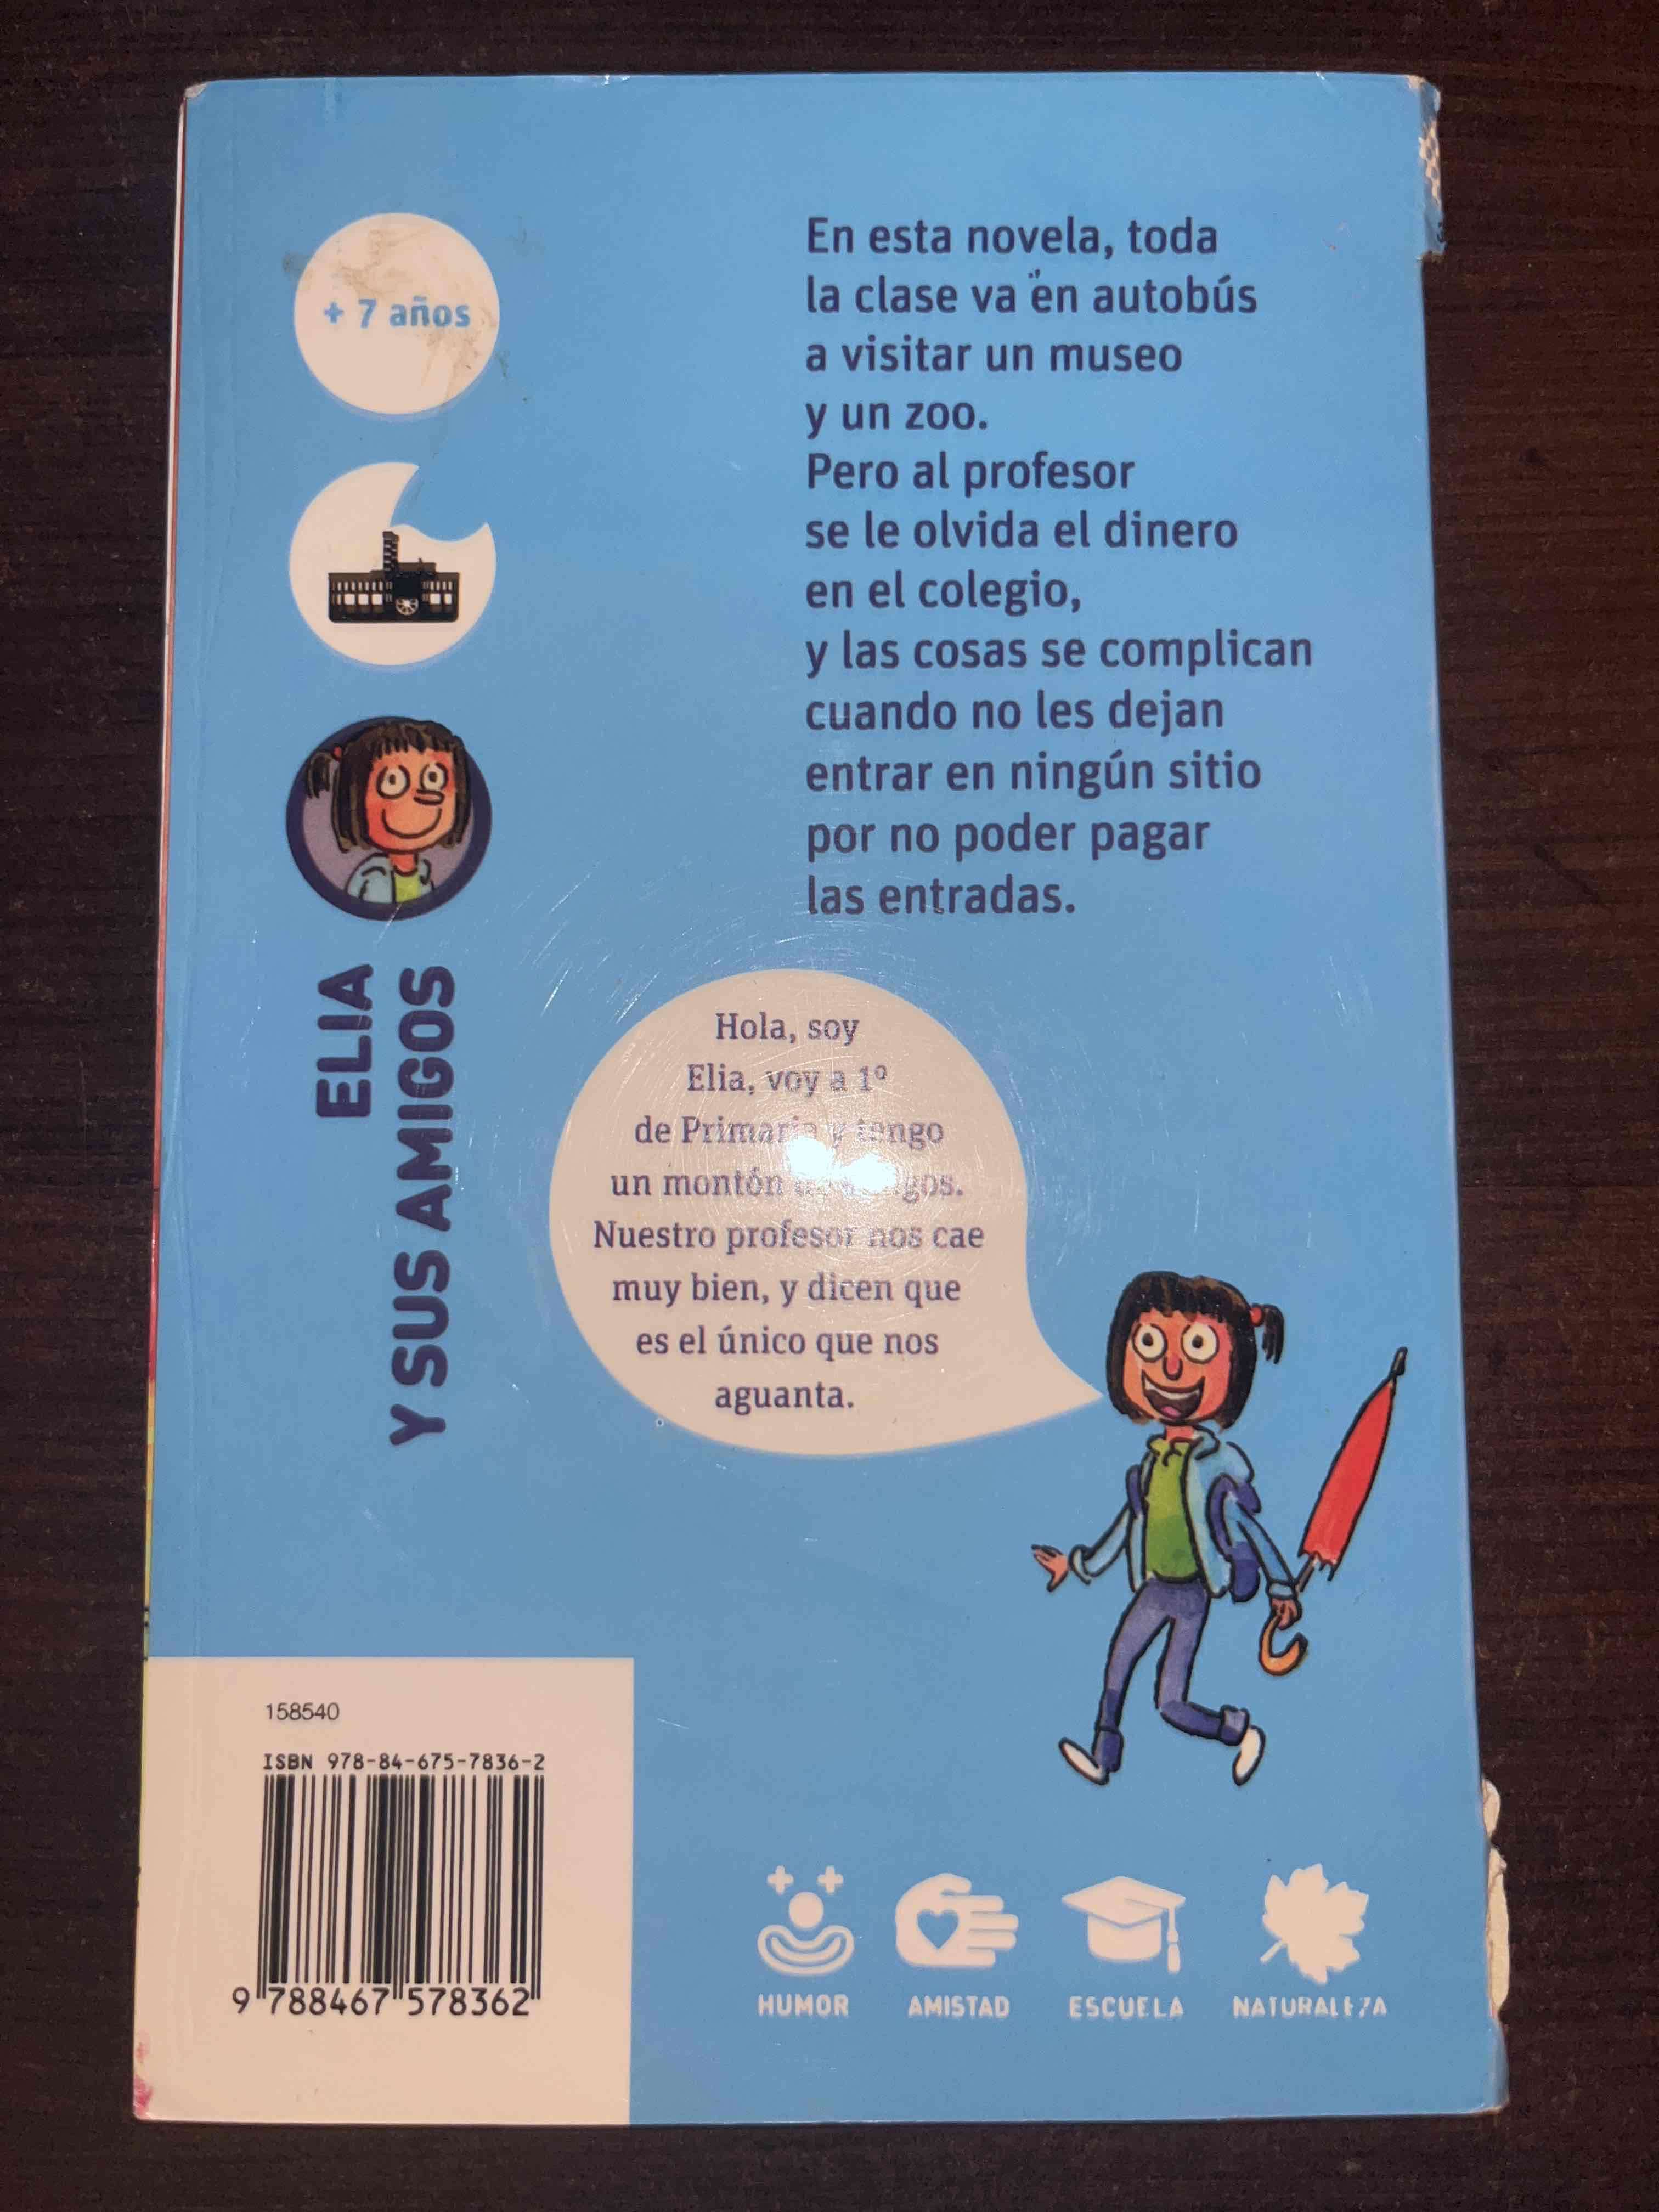 + 7 años
ELIA
Y SUS AMIGOS
En esta novela, toda
la clase va en autobús
a visitar un museo
y un zoo.
Pero al profesor
se le olvida el dinero
en el colegio,
y las cosas se complican
cuando no les dejan
entrar en ningún sitio
por no poder pagar
las entradas.
Hola, soy
Elia, voy a 1º
de Primaria y tengo
un montón
Nuestro profesor nos cae
muy bien, y dicen que
es el único que nos
aguanta.
158540
ISBN 978-84-675-7836-2
9 788467 578362
HUMOR AMISTAD ESCUELA NATURALEZA